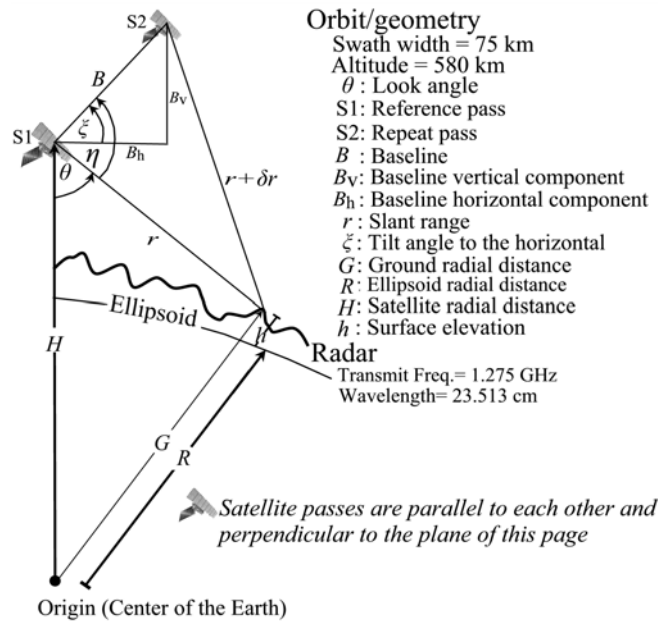 S2
Orbit/geometry
Swath width = 75 km
Altitude = 580 km
θ: Look angle
S1: Reference pass
S2: Repeat pass
B: Baseline
Bv: Baseline vertical component
Bh: Baseline horizontal component
r: Slant range
ξ: Tilt angle to the horizontal
G: Ground radial distance
R: Ellipsoid radial distance
H: Satellite radial distance
h: Surface elevation
B
Bv
S1
ξ
Bh
θ
η
r + δr
r
Ellipsoid
h
Radar
Transmit Freq.= 1.275 GHz
Wavelength= 23.513 cm
H
G
R
Satellite passes are parallel to each other and
perpendicular to the plane of this page
Origin (Center of the Earth)